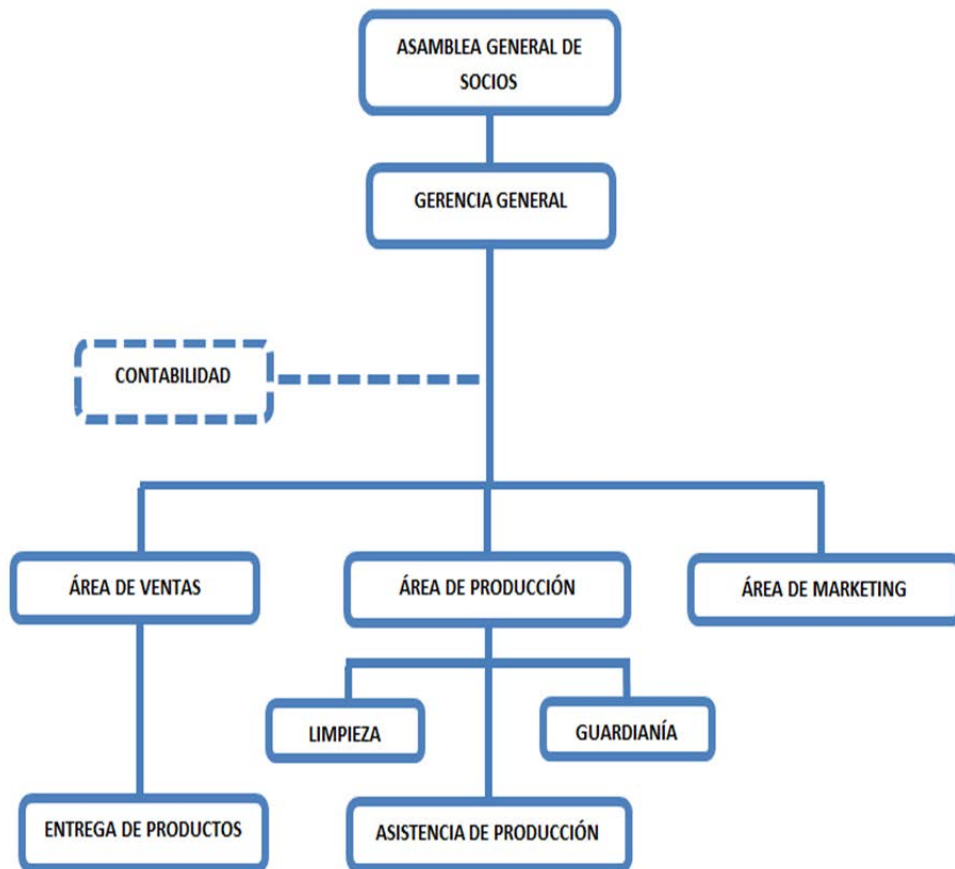 ASAMBLEA GENERAL DE
SOCIOS
GERENCIA GENERAL
CONTABILIDAD
ÁREA DE VENTAS
ÁREA DE PRODUCCIÓN
ÁREA DE MARKETING
LIMPIEZA
GUARDIANÍA
ENTREGA DE PRODUCTOS
ASISTENCIA DE PRODUCCIÓN